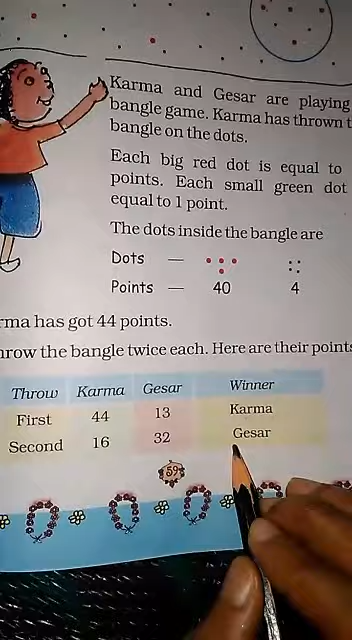 Karma and Gesar are playing
bangle game. Karma has thrown t
bangle on the dots.
Each big red dot is equal to
points. Each small green dot
equal to 1 point.
The dots inside the bangle are
Dots —
Points — 40 4
rma has got 44 points.
hrow the bangle twice each. Here are their points
Throw Karma Gesar Winner
First 44 13 Karma
Second 16 32 Gesar
59